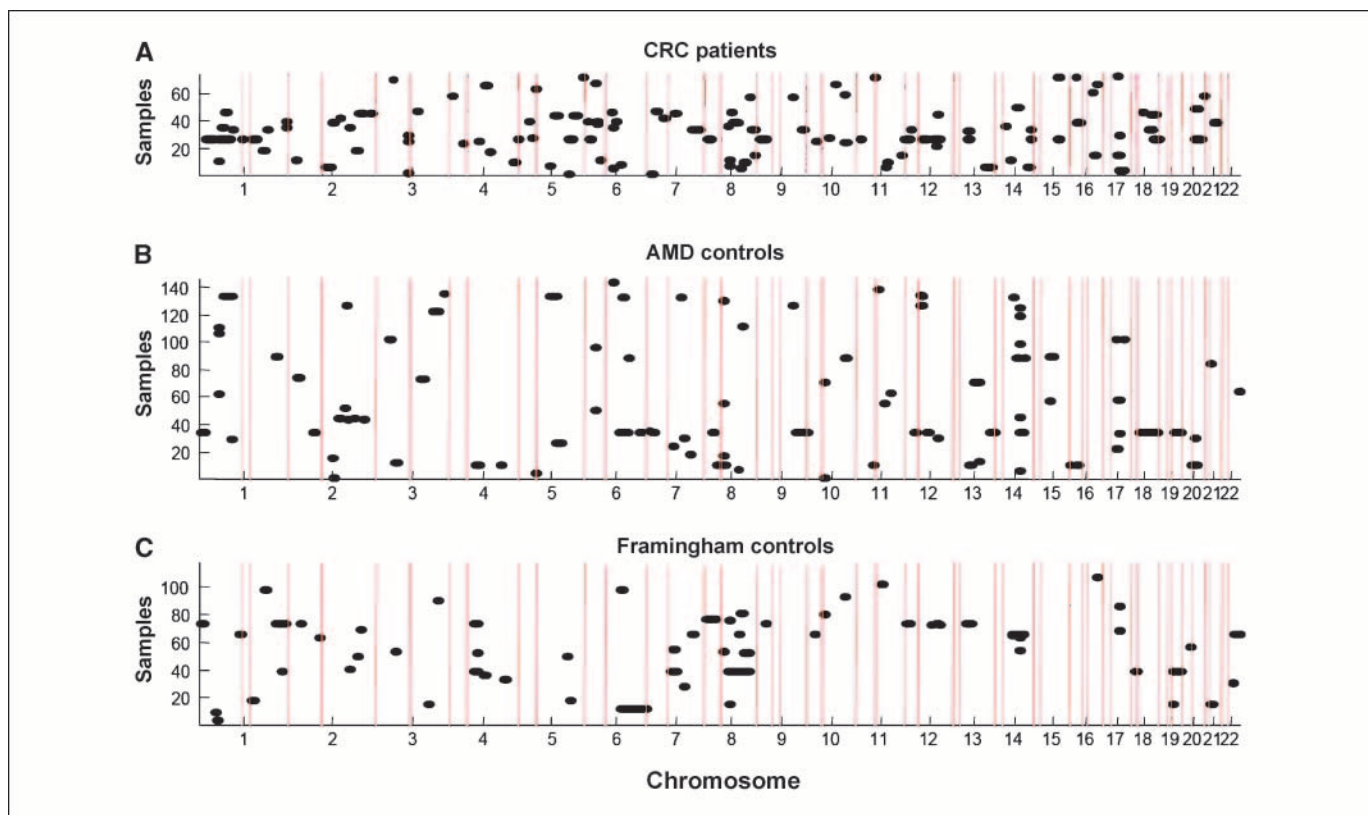 A
CRC patients
Samples
60
40
20
1 2 3 4 5 6 7 8 9 10 11 12 13 14 15 16 17 18 19 20 21 22
B
AMD controls
Samples
140
120
100
80
60
40
20
1 2 3 4 5 6 7 8 9 10 11 12 13 14 15 16 17 18 19 20 21 22
C
Framingham controls
Samples
100
80
60
40
20
1 2 3 4 5 6 7 8 9 10 11 12 13 14 15 16 17 18 19 20 21 22
Chromosome